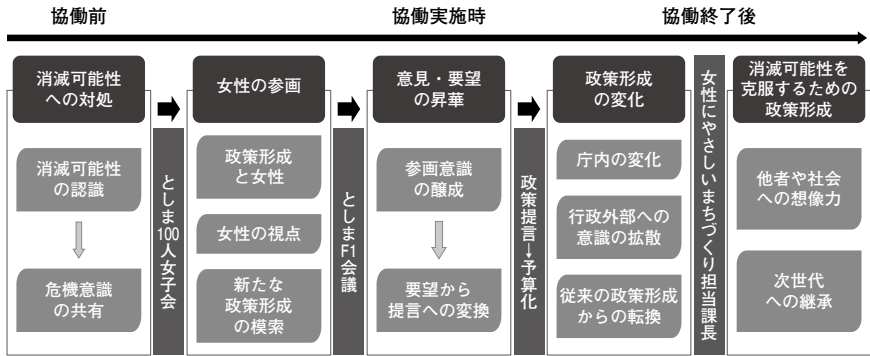 協働前
協働実施時
協働終了後
消滅可能性
への対処
消滅可能性
の認識
危機意識
の共有
としま100人女子会
女性の参画
政策形成
と女性
女性の視点
新たな
政策形成
の模索
としまF1会議
意見・要望
の昇華
参画意識
の醸成
要望から
提言への変換
政策提言→予算化
政策形成
の変化
庁内の変化
行政外部への
意識の拡散
従来の政策形成
からの転換
女性にやさしいまちづくり担当課長
消滅可能性を
克服するための
政策形成
他者や社会
への想像力
次世代
への継承